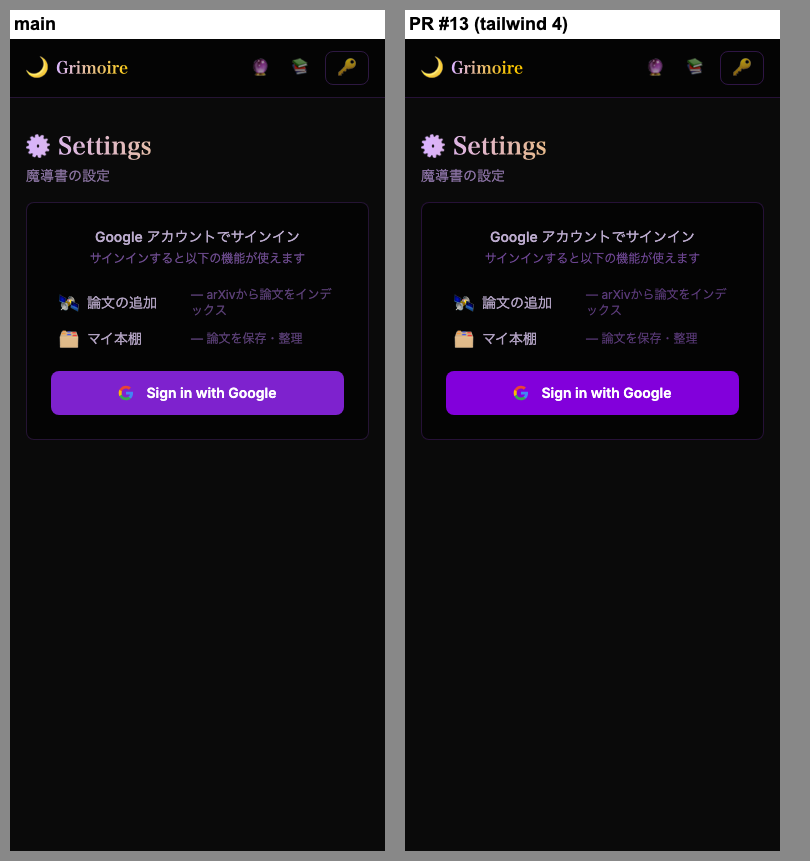 main
Grimoire
Settings
魔導書の設定
Google アカウントでサインイン
サインインすると以下の機能が使えます
論文の追加 — arXivから論文をインデ
ックス
マイ本棚 — 論文を保存・整理
Sign in with Google
PR #13 (tailwind 4)
Grimoire
Settings
魔導書の設定
Google アカウントでサインイン
サインインすると以下の機能が使えます
論文の追加 — arXivから論文をインデ
ックス
マイ本棚 — 論文を保存・整理
Sign in with Google